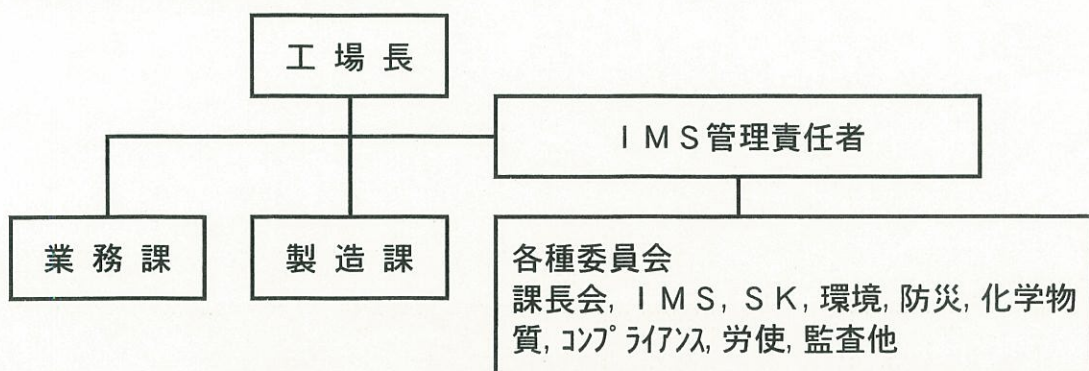 工場長
IMS管理責任者
業務課
製造課
各種委員会
課長会, IMS, SK, 環境, 防災, 化学物
質, コンプライアンス, 労使, 監査他